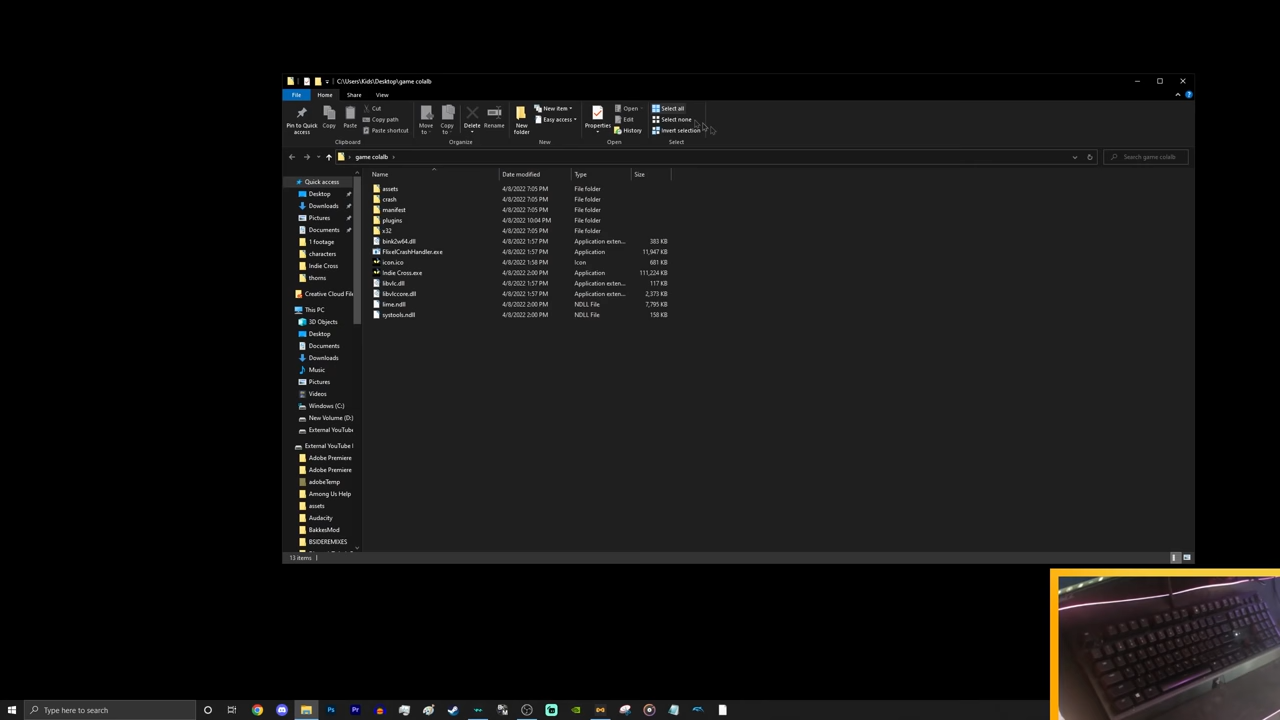 C:\Users\Kids\Desktop\game colalb
File Home Share View
Pin to Quick access
Copy
Paste
Cut
Copy path
Paste shortcut
Clipboard
Move to
Copy to
Delete
Rename
Organize
New folder
New item
Easy access
New
Properties
Open
Edit
History
Open
Select all
Select none
Invert selection
Select
game colalb
Search game colalb
Name Date modified Type Size
assets 4/8/2022 7:05 PM File folder
crash 4/8/2022 7:05 PM File folder
manifest 4/8/2022 7:05 PM File folder
plugins 4/8/2022 10:04 PM File folder
x32 4/8/2022 7:05 PM File folder
bink2w64.dll 4/8/2022 1:57 PM Application exten... 383 KB
FlixelCrashHandler.exe 4/8/2022 1:57 PM Application 11,947 KB
icon.ico 4/8/2022 1:58 PM Icon 681 KB
Indie Cross.exe 4/8/2022 2:00 PM Application 111,224 KB
libvlc.dll 4/8/2022 1:57 PM Application exten... 117 KB
libvlccore.dll 4/8/2022 1:57 PM Application exten... 2,373 KB
lime.ndll 4/8/2022 2:00 PM NDLL File 7,795 KB
systools.ndll 4/8/2022 2:00 PM NDLL File 158 KB
Quick access
Desktop
Downloads
Pictures
Documents
1 footage
characters
Indie Cross
thorns
Creative Cloud Fil
This PC
3D Objects
Desktop
Documents
Downloads
Music
Pictures
Videos
Windows (C:)
New Volume (D:)
External YouTube
External YouTube
Adobe Premiere
Adobe Premiere
adobeTemp
Among Us Help
assets
Audacity
BakkesMod
BSIDEREMIXES
13 items
Type here to search